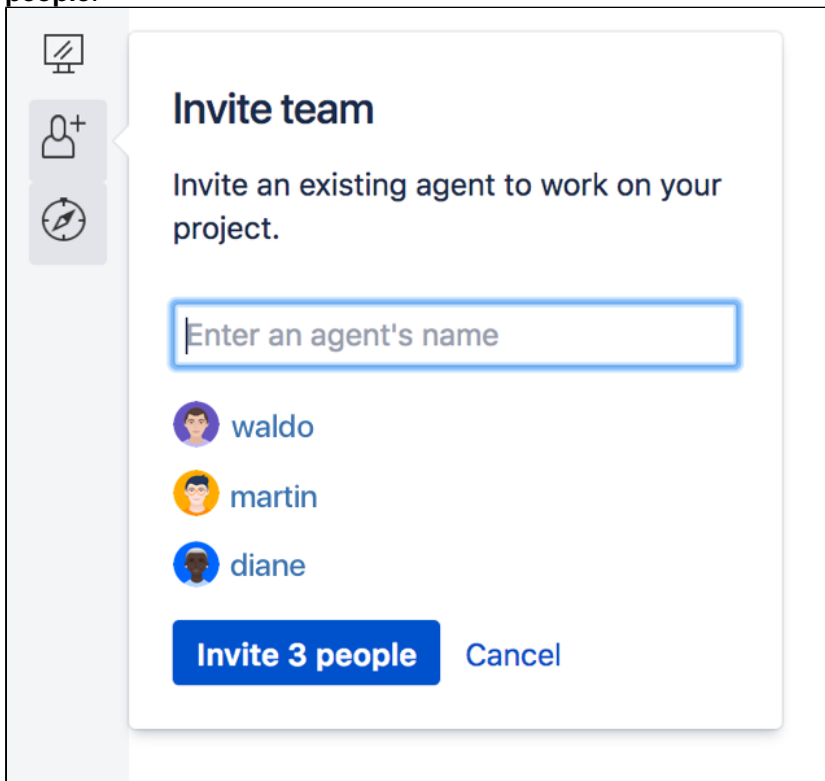 people.
Invite team
Invite an existing agent to work on your
project.
Enter an agent's name
waldo
martin
diane
Invite 3 people Cancel